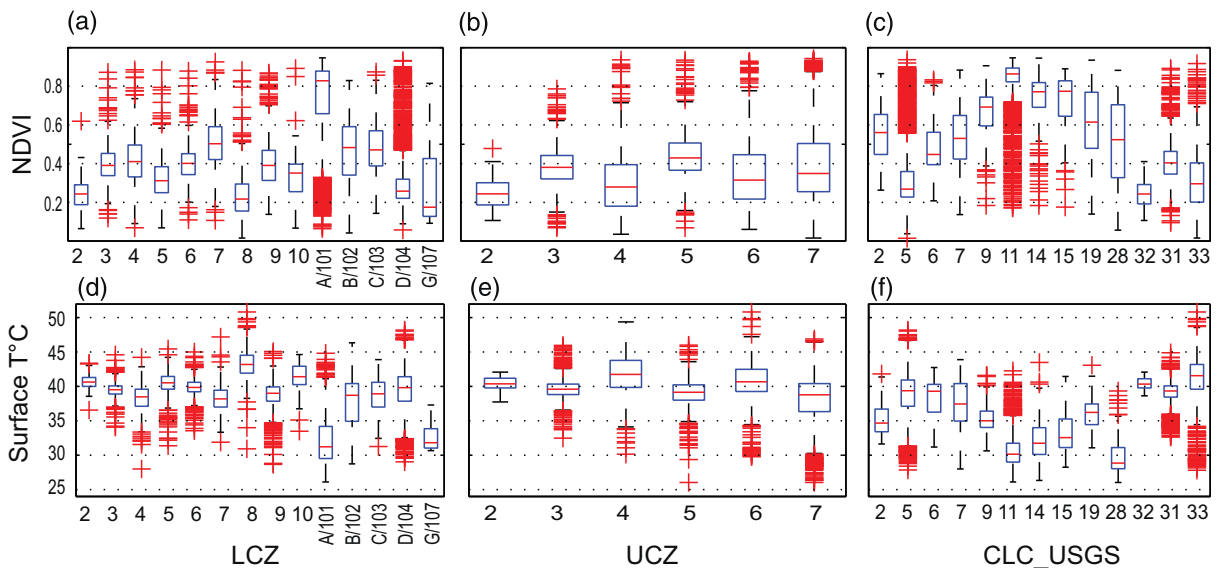 (a)
(b)
(c)
NDVI
0.8
0.6
0.4
0.2
2 3 4 5 6 7 8 9 10 A/101 B/102 C/103 D/104 G/107
2 3 4 5 6 7
2 5 6 7 9 11 14 15 19 28 32 31 33
(d)
(e)
(f)
Surface T°C
50
45
40
35
30
25
2 3 4 5 6 7 8 9 10 A/101 B/102 C/103 D/104 G/107
2 3 4 5 6 7
2 5 6 7 9 11 14 15 19 28 32 31 33
LCZ
UCZ
CLC_USGS